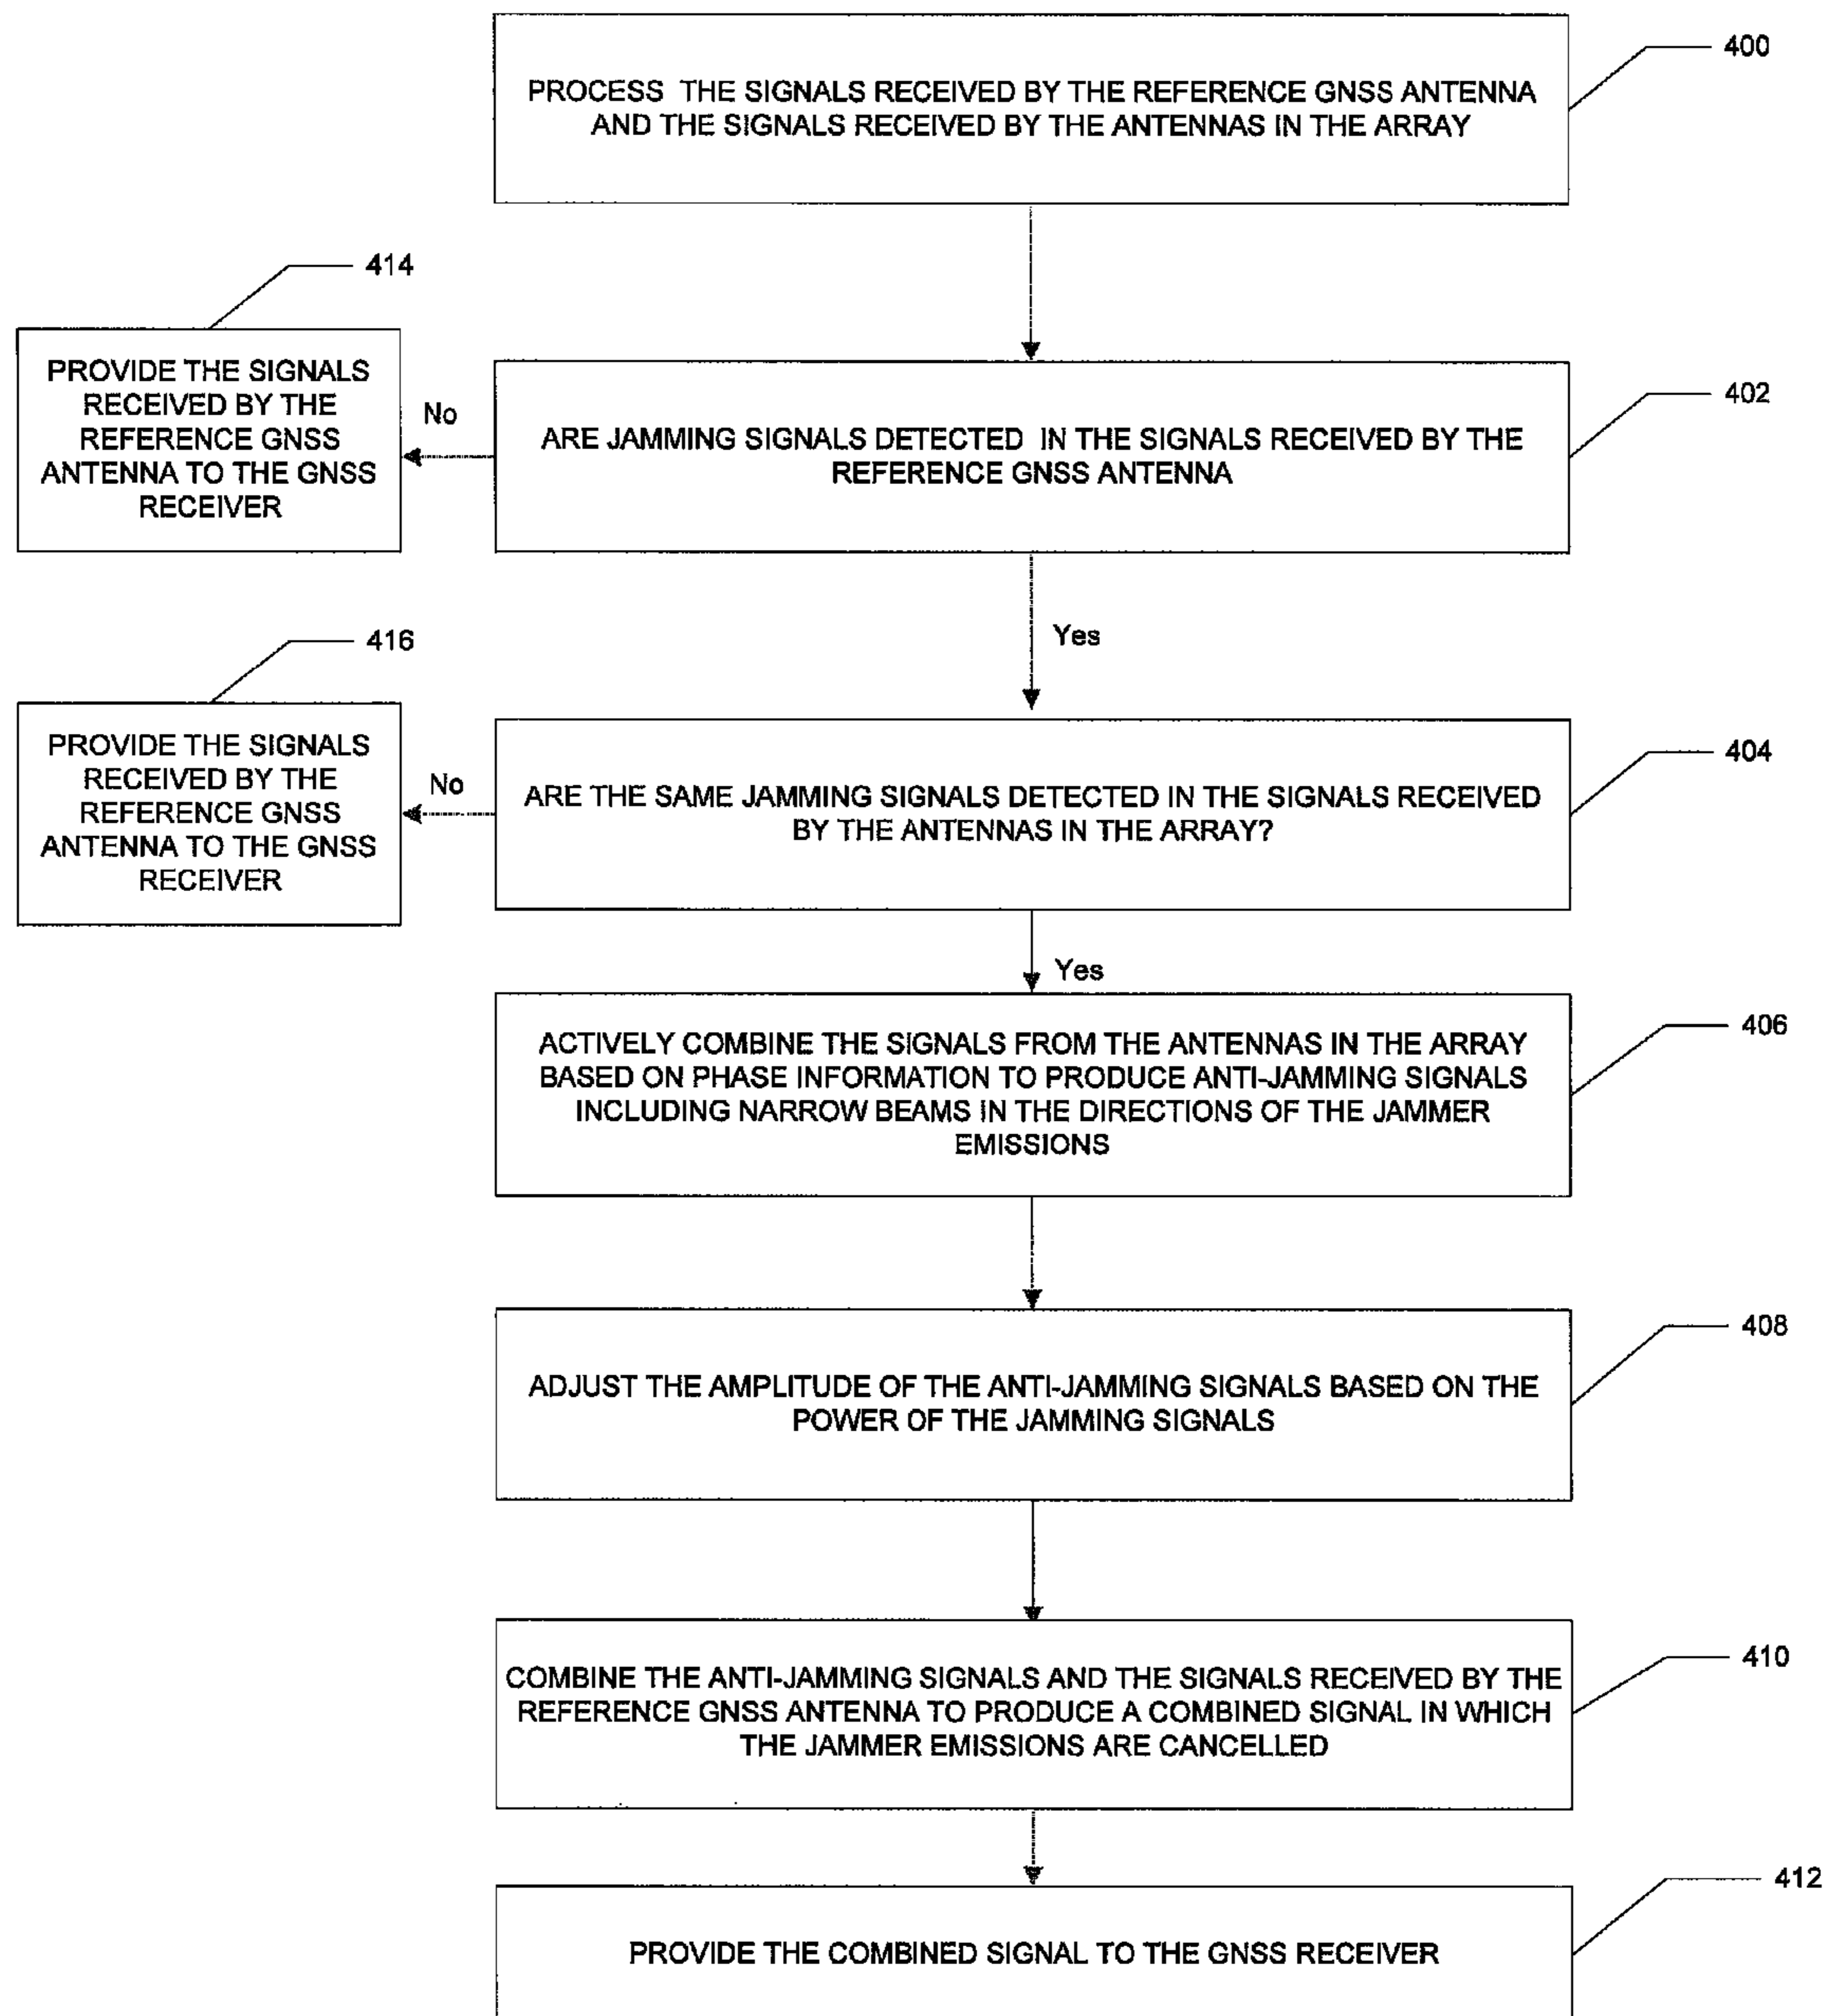 400
PROCESS THE SIGNALS RECEIVED BY THE REFERENCE GNSS ANTENNA
AND THE SIGNALS RECEIVED BY THE ANTENNAS IN THE ARRAY
414
PROVIDE THE SIGNALS
RECEIVED BY THE
REFERENCE GNSS
ANTENNA TO THE GNSS
RECEIVER
No
402
ARE JAMMING SIGNALS DETECTED IN THE SIGNALS RECEIVED BY THE
REFERENCE GNSS ANTENNA
Yes
416
PROVIDE THE SIGNALS
RECEIVED BY THE
REFERENCE GNSS
ANTENNA TO THE GNSS
RECEIVER
No
404
ARE THE SAME JAMMING SIGNALS DETECTED IN THE SIGNALS RECEIVED
BY THE ANTENNAS IN THE ARRAY?
Yes
406
ACTIVELY COMBINE THE SIGNALS FROM THE ANTENNAS IN THE ARRAY
BASED ON PHASE INFORMATION TO PRODUCE ANTI-JAMMING SIGNALS
INCLUDING NARROW BEAMS IN THE DIRECTIONS OF THE JAMMER
EMISSIONS
408
ADJUST THE AMPLITUDE OF THE ANTI-JAMMING SIGNALS BASED ON THE
POWER OF THE JAMMING SIGNALS
410
COMBINE THE ANTI-JAMMING SIGNALS AND THE SIGNALS RECEIVED BY THE
REFERENCE GNSS ANTENNA TO PRODUCE A COMBINED SIGNAL IN WHICH
THE JAMMER EMISSIONS ARE CANCELLED
412
PROVIDE THE COMBINED SIGNAL TO THE GNSS RECEIVER